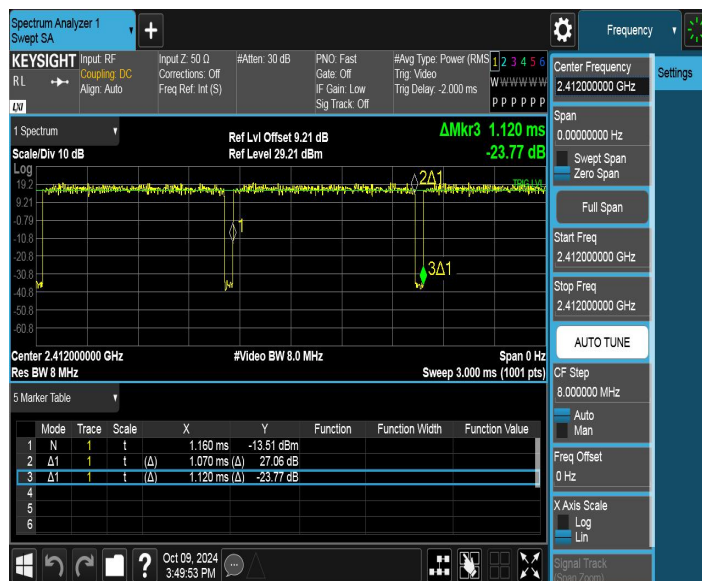 Spectrum Analyzer 1
Swept SA
+
Frequency
KEYSIGHT
RL
LXI
Input: RF
Coupling: DC
Align: Auto
Input Z: 50 Ω
Corrections: Off
Freq Ref: Int (S)
#Atten: 30 dB
PNO: Fast
Gate: Off
IF Gain: Low
Sig Track: Off
#Avg Type: Power (RMS
Trig: Video
Trig Delay: -2.000 ms
1 2 3 4 5 6
W W W W W W
P P P P P P
1 Spectrum
Scale/Div 10 dB
Ref Lvl Offset 9.21 dB
Ref Level 29.21 dBm
ΔMkr3 1.120 ms
-23.77 dB
Log
19.2
9.21
-0.79
-10.8
-20.8
-30.8
-40.8
-50.8
-60.8
2Δ1
TRIG LVL
1
3Δ1
Center 2.412000000 GHz
Res BW 8 MHz
#Video BW 8.0 MHz
Span 0 Hz
Sweep 3.000 ms (1001 pts)
5 Marker Table
Mode Trace Scale X Y Function Function Width Function Value
1 N 1 t 1.160 ms -13.51 dBm
2 Δ1 1 t (Δ) 1.070 ms (Δ) 27.06 dB
3 Δ1 1 t (Δ) 1.120 ms (Δ) -23.77 dB
4
5
6
Oct 09, 2024
3:49:53 PM
?
Center Frequency
2.412000000 GHz
Settings
Span
0.00000000 Hz
Swept Span
Zero Span
Full Span
Start Freq
2.412000000 GHz
Stop Freq
2.412000000 GHz
AUTO TUNE
CF Step
8.000000 MHz
Auto
Man
Freq Offset
0 Hz
X Axis Scale
Log
Lin
Signal Track
(Span Zoom)